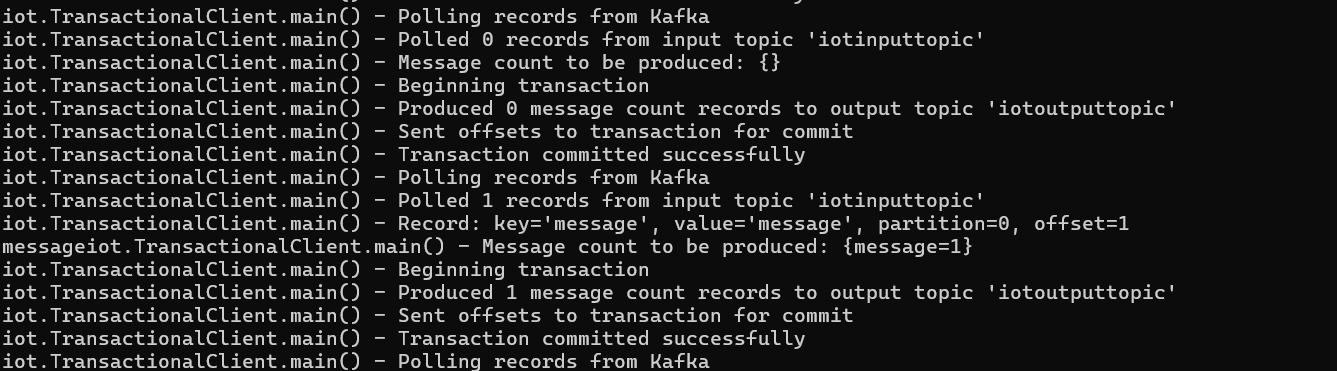 iot.TransactionalClient.main() - Polling records from Kafka
iot.TransactionalClient.main() - Polled 0 records from input topic 'iotinputtopic'
iot.TransactionalClient.main() - Message count to be produced: {}
iot.TransactionalClient.main() - Beginning transaction
iot.TransactionalClient.main() - Produced 0 message count records to output topic 'iotoutputtopic'
iot.TransactionalClient.main() - Sent offsets to transaction for commit
iot.TransactionalClient.main() - Transaction committed successfully
iot.TransactionalClient.main() - Polling records from Kafka
iot.TransactionalClient.main() - Polled 1 records from input topic 'iotinputtopic'
iot.TransactionalClient.main() - Record: key='message', value='message', partition=0, offset=1
messageiot.TransactionalClient.main() - Message count to be produced: {message=1}
iot.TransactionalClient.main() - Beginning transaction
iot.TransactionalClient.main() - Produced 1 message count records to output topic 'iotoutputtopic'
iot.TransactionalClient.main() - Sent offsets to transaction for commit
iot.TransactionalClient.main() - Transaction committed successfully
iot.TransactionalClient.main() - Polling records from Kafka